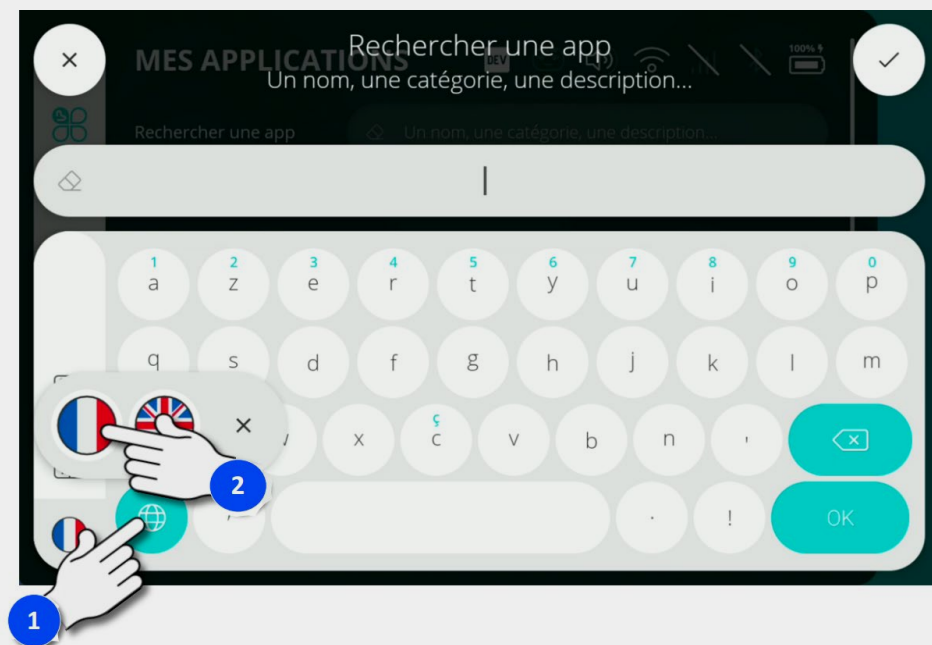 Rechercher une app
Un nom, une catégorie, une description...
MES APPLICATIONS DEV 100%
Rechercher une app Un nom, une catégorie, une description...
1 2 3 4 5 6 7 8 9 0
a z e r t y u i o p
q s d f g h j k l m
ç
x c v b n '
2
, . ! OK
1